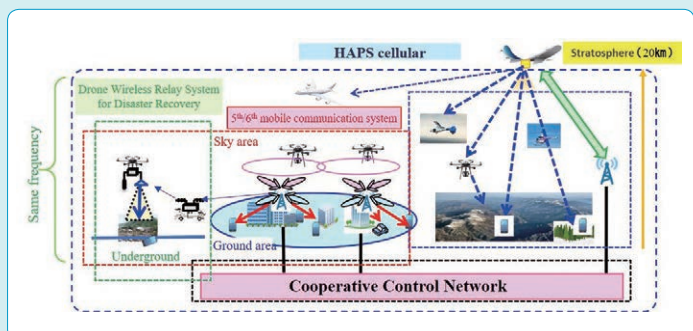 HAPS cellular
Stratosphere (20km)
Drone Wireless Relay System
for Disaster Recovery
5th/6th mobile communication system
Sky area
Same frequency
Ground area
Underground
Cooperative Control Network